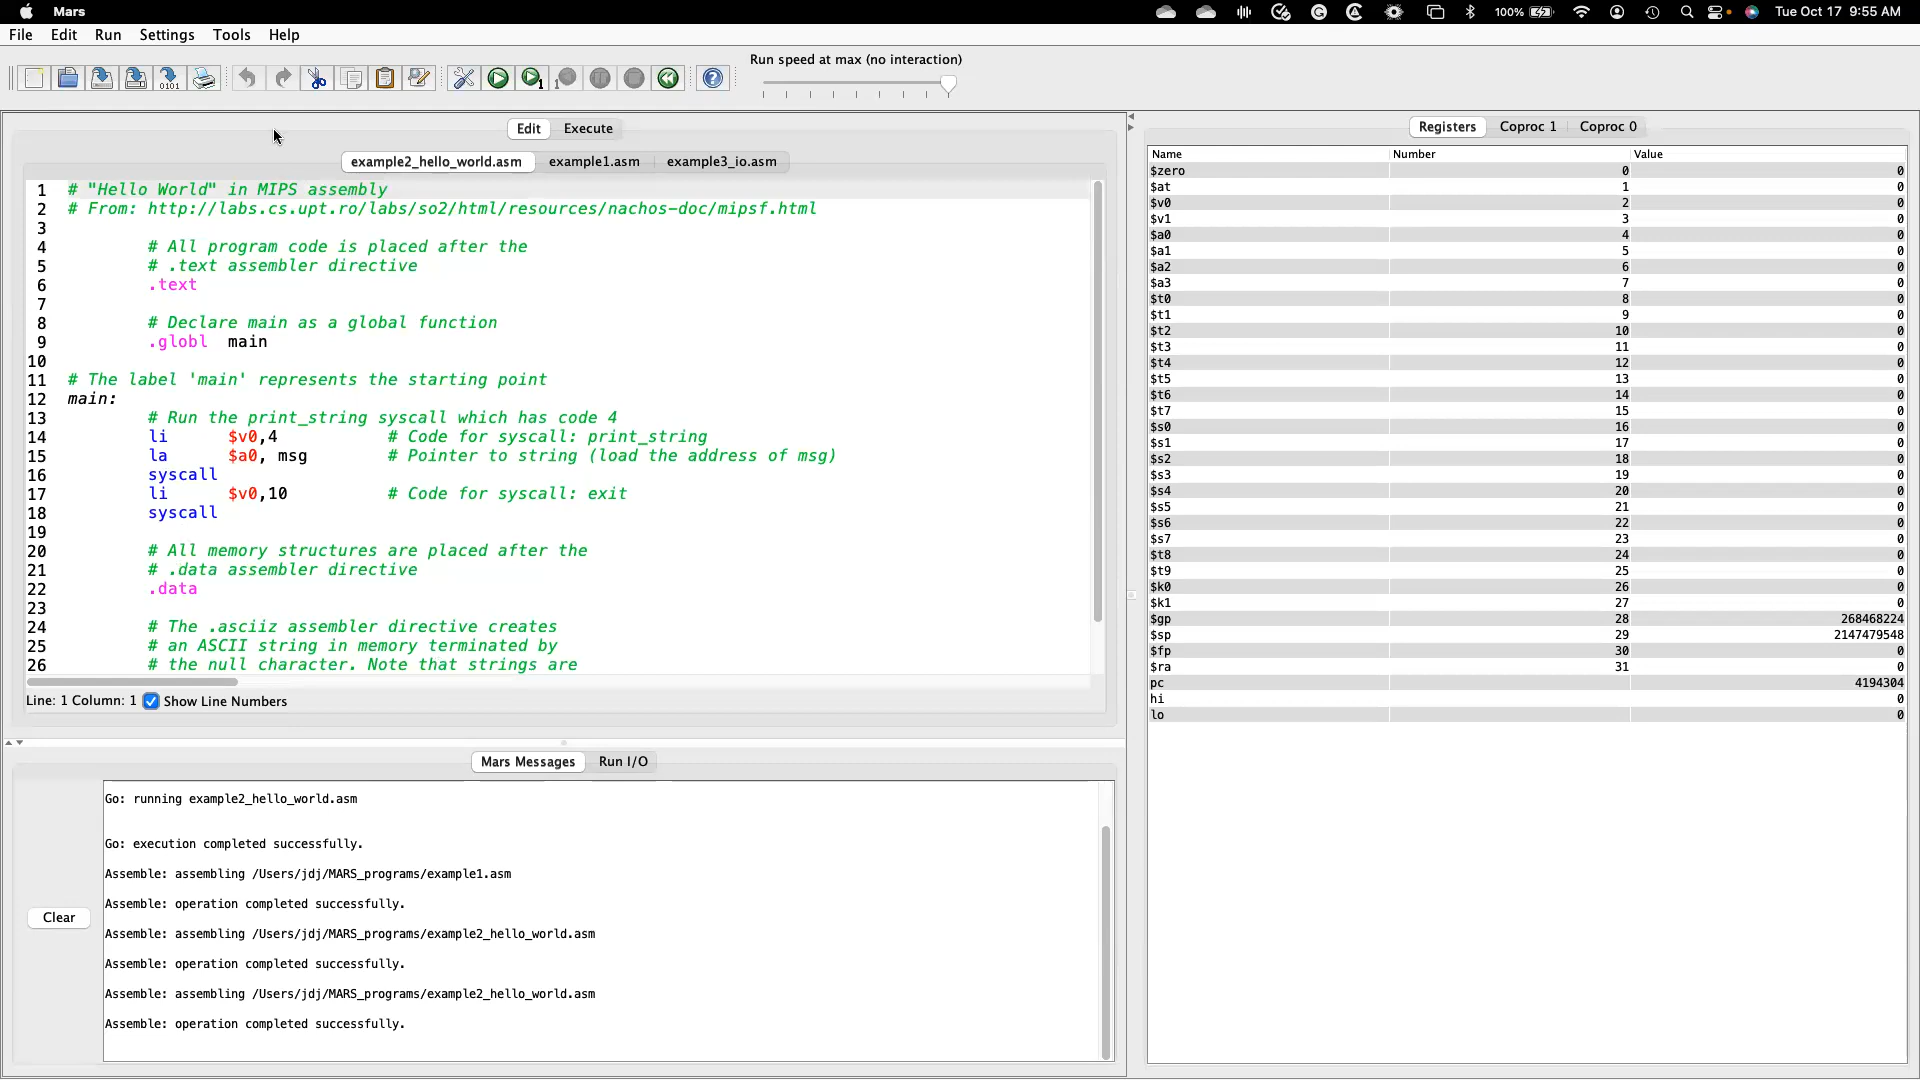 Mars 100% Tue Oct 17 9:55 AM
File Edit Run Settings Tools Help
Run speed at max (no interaction)
Edit Execute
example2_hello_world.asm example1.asm example3_io.asm
1 # "Hello World" in MIPS assembly
2 # From: http://labs.cs.upt.ro/labs/so2/html/resources/nachos-doc/mipsf.html
3
4 # All program code is placed after the
5 # .text assembler directive
6 .text
7
8 # Declare main as a global function
9 .globl main
10
11 # The label 'main' represents the starting point
12 main:
13 # Run the print_string syscall which has code 4
14 li $v0,4 # Code for syscall: print_string
15 la $a0, msg # Pointer to string (load the address of msg)
16 syscall
17 li $v0,10 # Code for syscall: exit
18 syscall
19
20 # All memory structures are placed after the
21 # .data assembler directive
22 .data
23
24 # The .asciiz assembler directive creates
25 # an ASCII string in memory terminated by
26 # the null character. Note that strings are
Line: 1 Column: 1 Show Line Numbers
Mars Messages Run I/O
Go: running example2_hello_world.asm
Go: execution completed successfully.
Assemble: assembling /Users/jdj/MARS_programs/example1.asm
Assemble: operation completed successfully.
Clear
Assemble: assembling /Users/jdj/MARS_programs/example2_hello_world.asm
Assemble: operation completed successfully.
Assemble: assembling /Users/jdj/MARS_programs/example2_hello_world.asm
Assemble: operation completed successfully.
Registers Coproc 1 Coproc 0
Name Number Value
$zero 0 0
$at 1 0
$v0 2 0
$v1 3 0
$a0 4 0
$a1 5 0
$a2 6 0
$a3 7 0
$t0 8 0
$t1 9 0
$t2 10 0
$t3 11 0
$t4 12 0
$t5 13 0
$t6 14 0
$t7 15 0
$s0 16 0
$s1 17 0
$s2 18 0
$s3 19 0
$s4 20 0
$s5 21 0
$s6 22 0
$s7 23 0
$t8 24 0
$t9 25 0
$k0 26 0
$k1 27 0
$gp 28 268468224
$sp 29 2147479548
$fp 30 0
$ra 31 0
pc 4194304
hi 0
lo 0